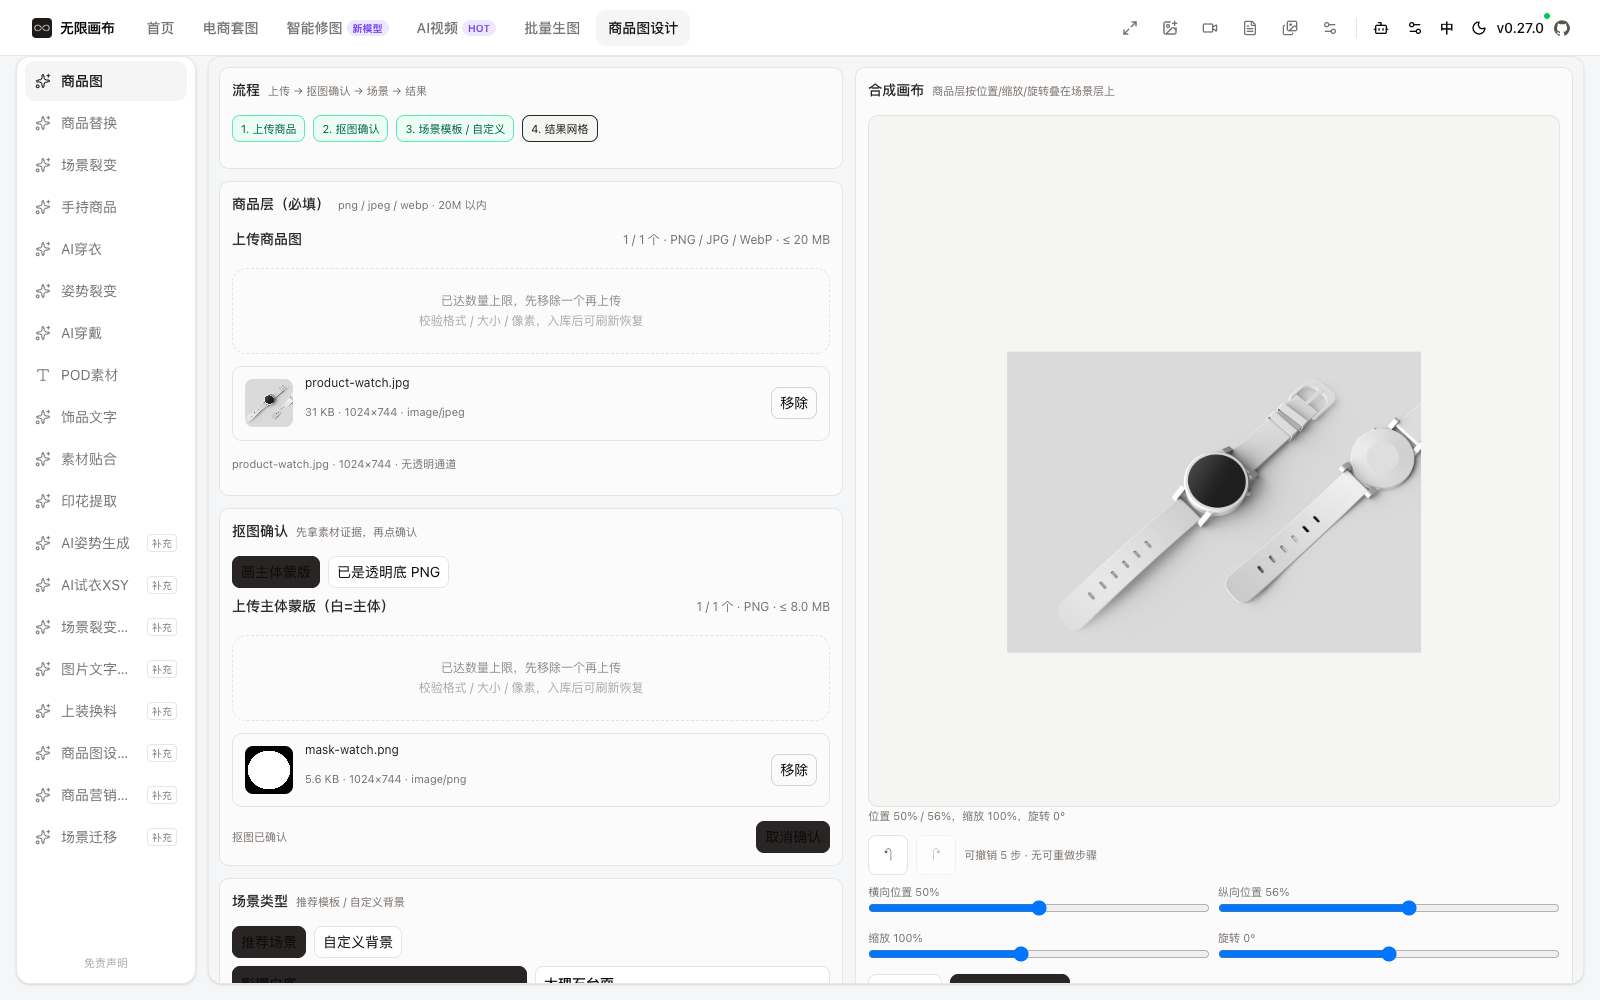 无限画布
首页
电商套图
智能修图 新模型
AI视频 HOT
批量生图
商品图设计
中
v0.27.0
商品图
商品替换
场景裂变
手持商品
AI穿衣
姿势裂变
AI穿戴
POD素材
饰品文字
素材贴合
印花提取
AI姿势生成 补充
AI试衣XSY 补充
场景裂变... 补充
图片文字... 补充
上装换料 补充
商品图设... 补充
商品营销... 补充
场景迁移 补充
免责声明
流程 上传 → 抠图确认 → 场景 → 结果
1. 上传商品
2. 抠图确认
3. 场景模板 / 自定义
4. 结果网格
商品层（必填） png / jpeg / webp · 20M 以内
上传商品图
1 / 1 个 · PNG / JPG / WebP · ≤ 20 MB
已达数量上限，先移除一个再上传
校验格式 / 大小 / 像素，入库后可刷新恢复
product-watch.jpg
31 KB · 1024×744 · image/jpeg
移除
product-watch.jpg · 1024×744 · 无透明通道
抠图确认 先拿素材证据，再点确认
画主体蒙版
已是透明底 PNG
上传主体蒙版（白=主体）
1 / 1 个 · PNG · ≤ 8.0 MB
已达数量上限，先移除一个再上传
校验格式 / 大小 / 像素，入库后可刷新恢复
mask-watch.png
5.6 KB · 1024×744 · image/png
移除
抠图已确认
取消确认
场景类型 推荐模板 / 自定义背景
推荐场景
自定义背景
影棚白底
大理石台面
合成画布 商品层按位置/缩放/旋转叠在场景层上
位置 50% / 56%，缩放 100%，旋转 0°
可撤销 5 步 · 无可重做步骤
横向位置 50%
纵向位置 56%
缩放 100%
旋转 0°